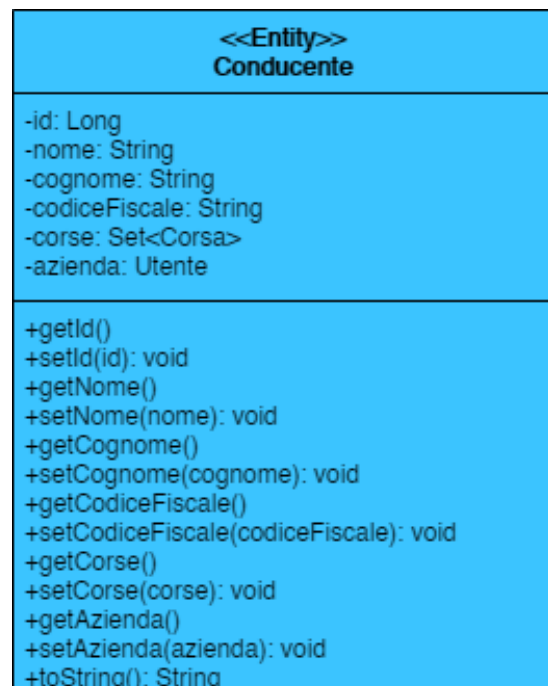 <<Entity>>
Conducente
-id: Long
-nome: String
-cognome: String
-codiceFiscale: String
-corse: Set<Corsa>
-azienda: Utente
+getId()
+setId(id): void
+getNome()
+setNome(nome): void
+getCognome()
+setCognome(cognome): void
+getCodiceFiscale()
+setCodiceFiscale(codiceFiscale): void
+getCorse()
+setCorse(corse): void
+getAzienda()
+setAzienda(azienda): void
+toString(): String